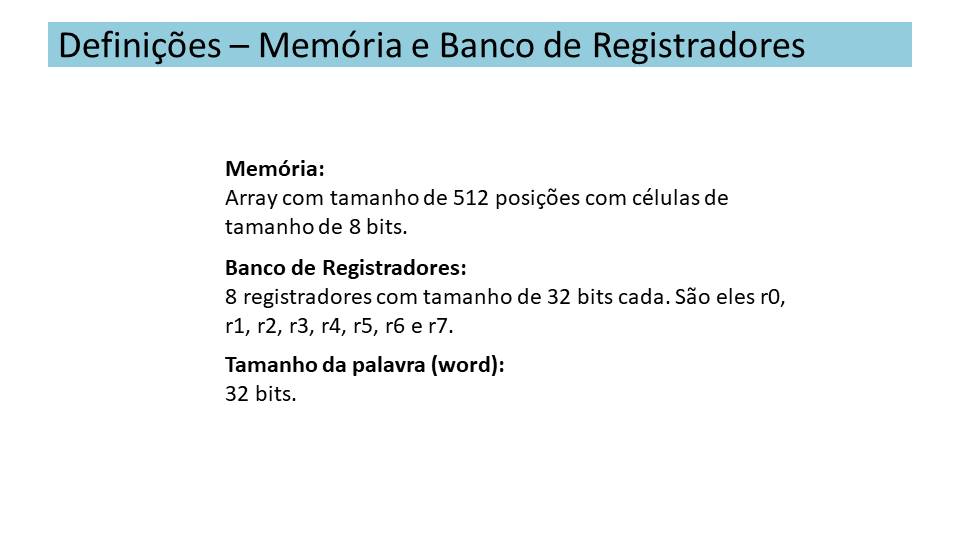 Definições – Memória e Banco de Registradores
Memória:
Array com tamanho de 512 posições com células de
tamanho de 8 bits.
Banco de Registradores:
8 registradores com tamanho de 32 bits cada. São eles r0,
r1, r2, r3, r4, r5, r6 e r7.
Tamanho da palavra (word):
32 bits.